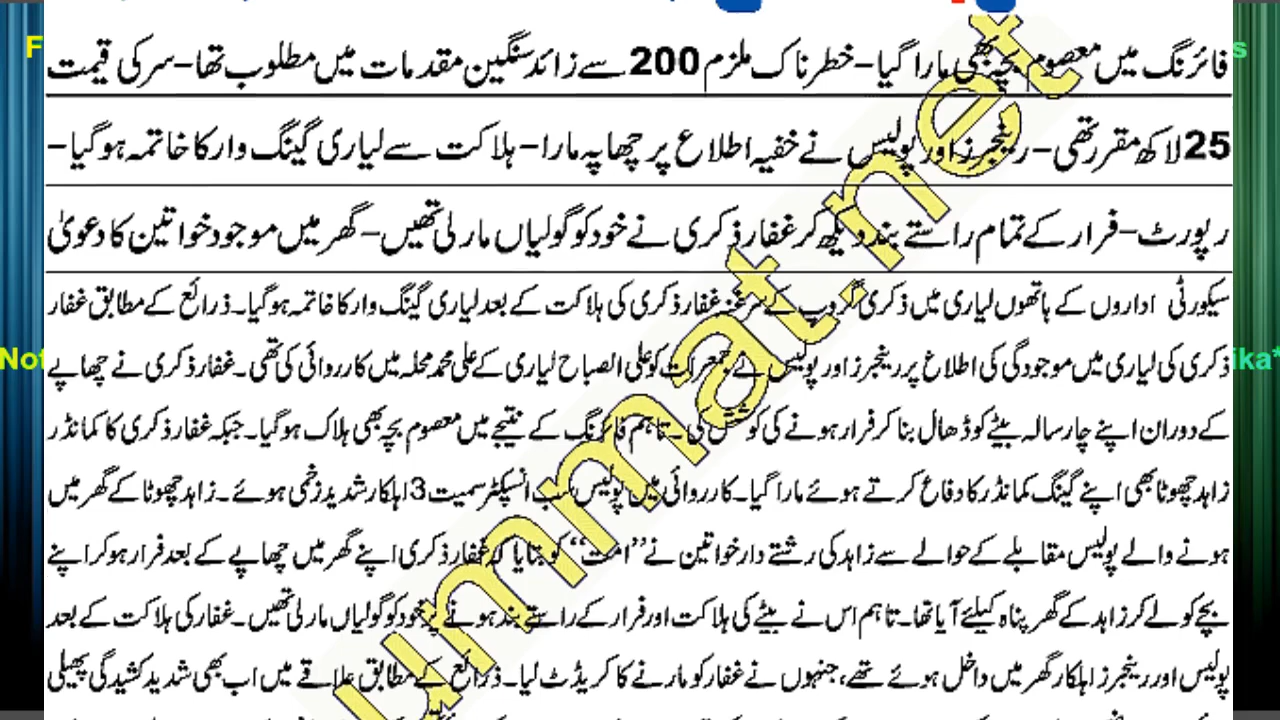 فائرنگ میں معصوم بچہ بھی مارا گیا-خطرناک ملزم 200 سے زائد سنگین مقدمات میں مطلوب تھا-سر کی قیمت
25 لاکھ مقرر تھی-رینجرز اور پولیس نے خفیہ اطلاع پر چھاپہ مارا-ہلاکت سے لیاری گینگ وار کا خاتمہ ہوگیا-
رپورٹ-فرار کے تمام راستے بند دیکھ کر غفار ذکری نے خود کو گولیاں مار لی تھیں-گھر میں موجود خواتین کا دعویٰ
سیکورٹی اداروں کے ہاتھوں لیاری میں ذکری گروپ کے سرغنہ غفار ذکری کی ہلاکت کے بعد لیاری گینگ وار کا خاتمہ ہوگیا۔ ذرائع کے مطابق غفار
ذکری کی لیاری میں موجودگی کی اطلاع پر رینجرز اور پولیس نے جمعرات کو علی الصباح لیاری کے علی محمد محلہ میں کارروائی کی تھی۔ غفار ذکری نے چھاپے
کے دوران اپنے چار سالہ بیٹے کو ڈھال بنا کر فرار ہونے کی کوشش کی۔ تاہم فائرنگ کے نتیجے میں معصوم بچہ بھی ہلاک ہوگیا۔ جبکہ غفار ذکری کا کمانڈر
زاہد چھوٹا بھی اپنے گینگ کمانڈر کا دفاع کرتے ہوئے مارا گیا۔ کارروائی میں پولیس سب انسپکٹر سمیت 3 اہلکار شدید زخمی ہوئے۔ زاہد چھوٹا کے گھر میں
ہونے والے پولیس مقابلے کے حوالے سے زاہد کی رشتے دار خواتین نے ’’امت‘‘ کو بتایا کہ غفار ذکری اپنے گھر میں چھاپے کے بعد فرار ہو کر اپنے
بچے کو لے کر زاہد کے گھر پناہ کیلئے آیا تھا۔ تاہم اس نے بیٹے کی ہلاکت اور فرار کے راستے بند ہونے پر خود کو گولیاں مار لی تھیں۔ غفار کی ہلاکت کے بعد
پولیس اور رینجرز اہلکار گھر میں داخل ہوئے تھے، جنہوں نے غفار کو مارنے کا کریڈٹ لیا۔ ذرائع کے مطابق علاقے میں اب بھی شدید کشیدگی پھیلی
ummat.net